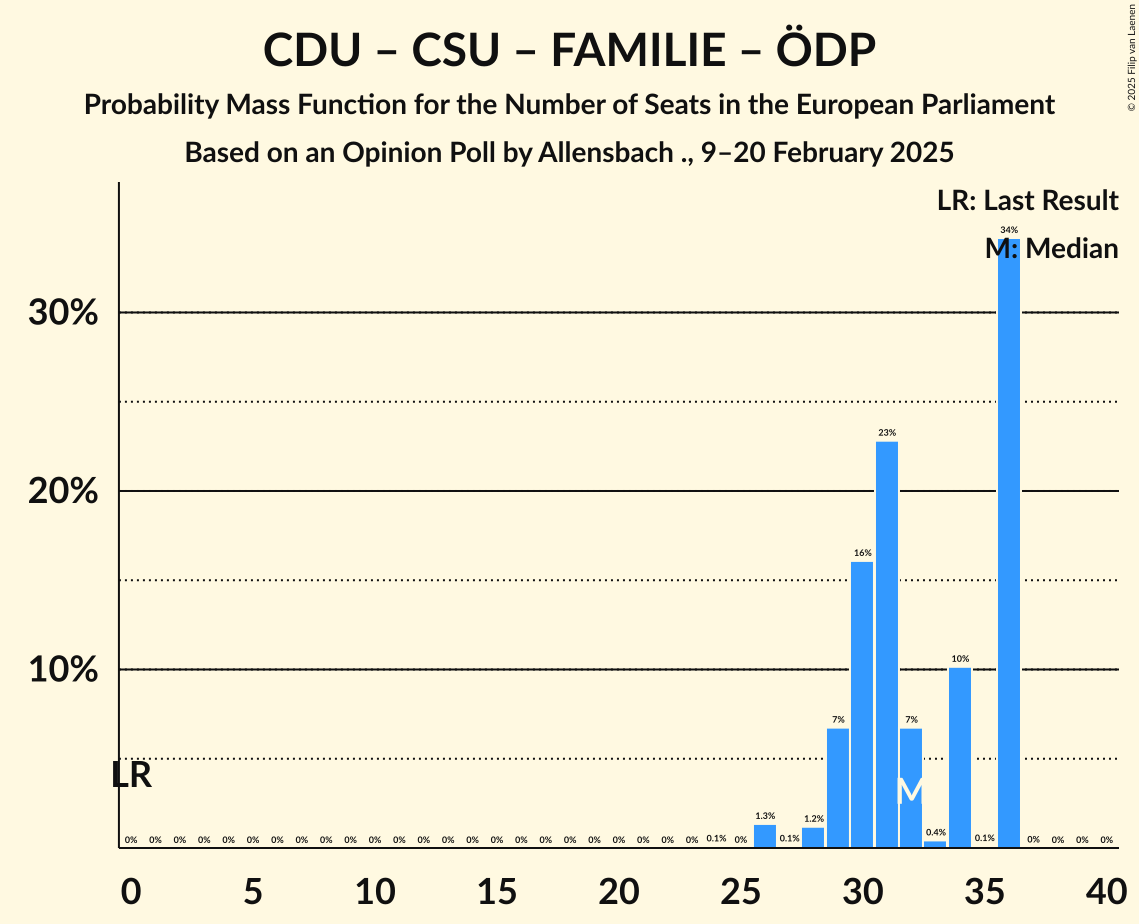 CDU – CSU – FAMILIE – ÖDP
Probability Mass Function for the Number of Seats in the European Parliament
Based on an Opinion Poll by Allensbach ., 9–20 February 2025
© 2025 Filip van Laenen
LR: Last Result
M: Median
34%
30%
23%
20%
16%
10%
10%
7%
7%
LR
M
0% 0% 0% 0% 0% 0% 0% 0% 0% 0% 0% 0% 0% 0% 0% 0% 0% 0% 0% 0% 0% 0% 0% 0% 0.1% 0% 1.3% 0.1% 1.2% 0.4% 0.1% 0% 0% 0% 0%
0 5 10 15 20 25 30 35 40